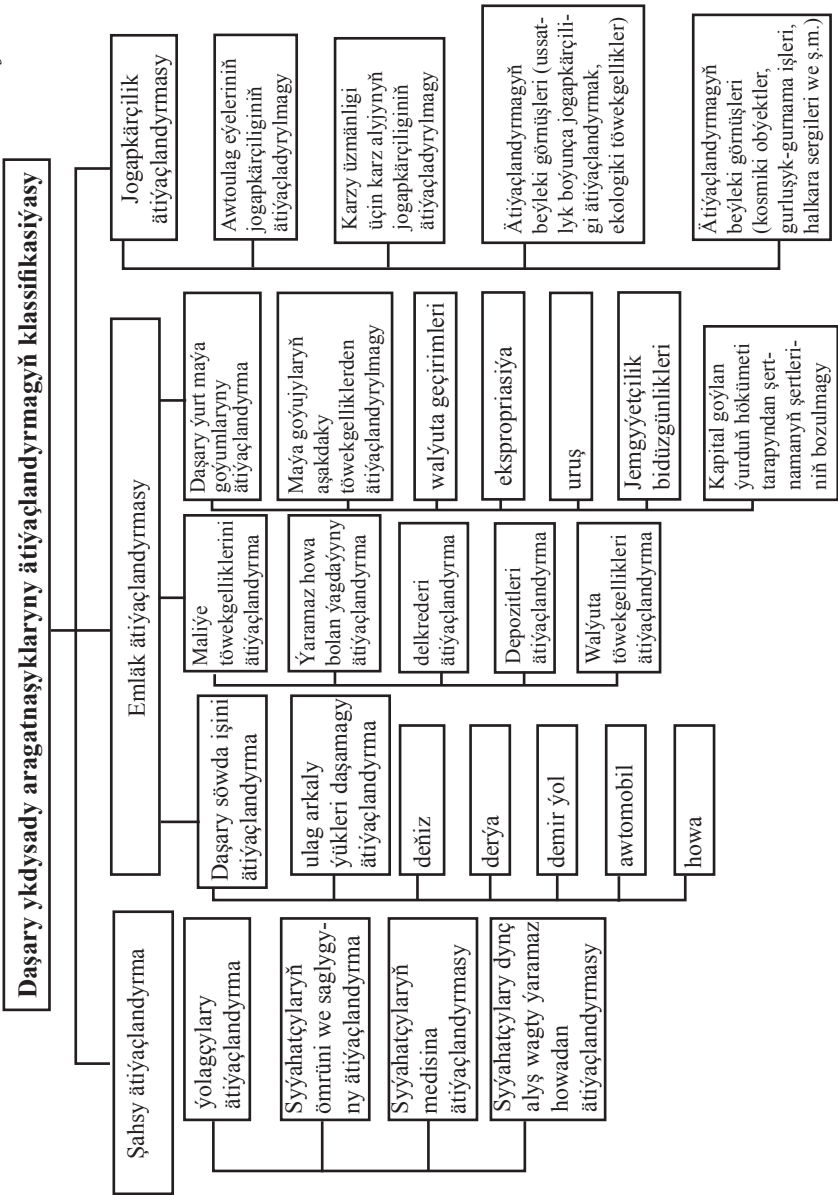 Daşary ykdysady aragatnaşyklaryny ätiýaçlandyrmagyň klassifikasiýasy
Şahsy ätiýaçlandyrma
ýolagçylary
ätiýaçlandyrma
Syýahatçylaryň
ömrüni we saglygy-
ny ätiýaçlandyrma
Syýahatçylaryň
medisina
ätiýaçlandyrmasy
Syýahatçylary dynç
alyş wagty ýaramaz
howadan
ätiýaçlandyrmasy
Emläk ätiýaçlandyrmasy
Daşary söwda işini
ätiýaçlandyrma
ulag arkaly
ýükleri daşamagy
ätiýaçlandyrma
deňiz
derýa
demir ýol
awtomobil
howa
Maliýe
töwekgelliklerini
ätiýaçlandyrma
Ýaramaz howa
bolan ýagdaýyny
ätiýaçlandyrma
delkrederi
ätiýaçlandyrma
Depozitleri
ätiýaçlandyrma
Walýuta
töwekgellikleri
ätiýaçlandyrma
Daşary ýurt maýa
goýumlaryny
ätiýaçlandyrma
Maýa goýujylaryň
aşakdaky
töwekgelliklerden
ätiýaçlandyrylmagy
walýuta geçirimleri
ekspropriasiýa
uruş
Jemgyýetçilik
bidüzgünlikleri
Kapital goýlan
ýurduň hökümeti
tarapyndan şert-
namanyň şertleri-
niň bozulmagy
Jogapkärçilik
ätiýaçlandyrmasy
Awtoulag eýeleriniň
jogapkärçiliginiň
ätiýaçladyrylmagy
Karzy üzmänligi
üçin karz alyjynyň
jogapkärçiliginiň
ätiýaçladyrylmagy
Ätiýaçlandyrmagyň
beýleki görnüşleri (ussat-
lyk boýunça jogapkärçili-
gi ätiýaçlandyrmak,
ekologiki töwekgellikler)
Ätiýaçlandyrmagyň
beýleki görnüşleri
(kosmiki obýektler,
gurluşyk-gurnama işleri,
halkara sergileri we ş.m.)